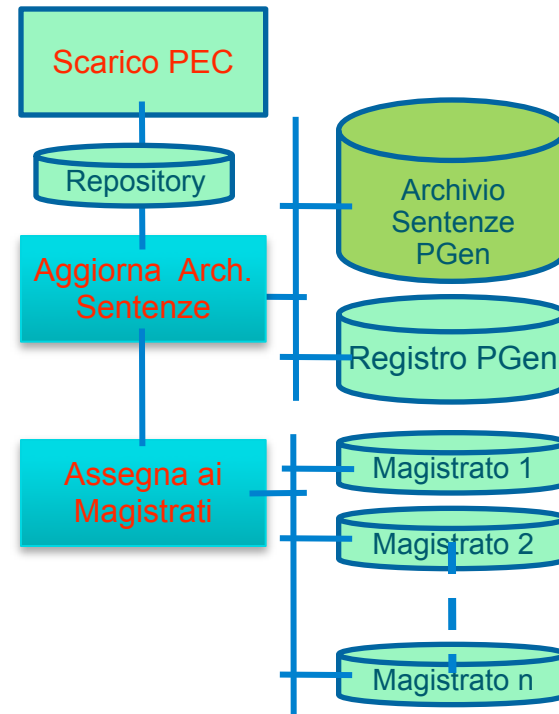 Scarico PEC
Repository
Aggiorna Arch.
Sentenze
Assegna ai
Magistrati
Archivio
Sentenze
PGen
Registro PGen
Magistrato 1
Magistrato 2
Magistrato n